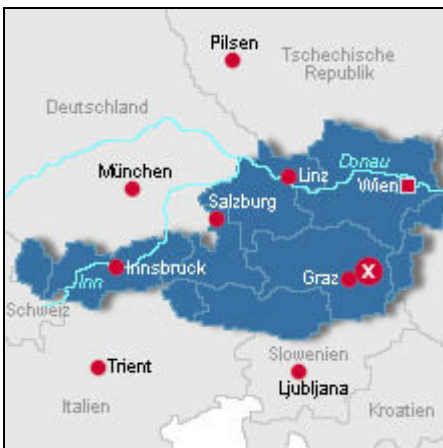 Pilsen
Tschechische
Republik
Deutschland
München
Linz
Donau
Wien
Salzburg
Innsbruck
Inn
Graz
X
Schweiz
Trient
Slowenien
Ljubljana
Italien
Kroatien